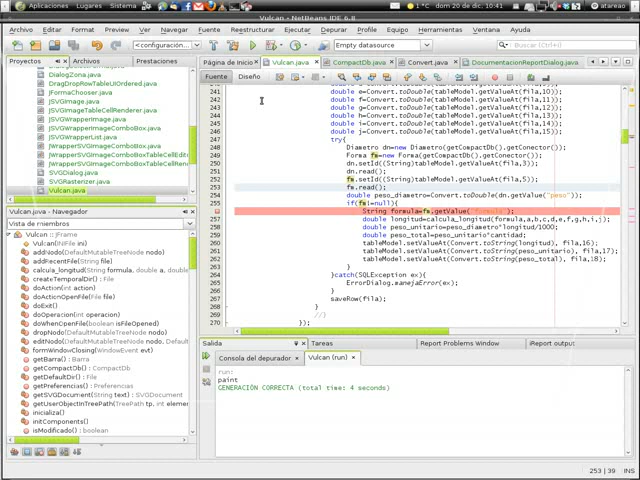 Aplicaciones Lugares Sistema 1 °C dom 20 de dic, 10:41 atareao
Vulcan - NetBeans IDE 6.8
Archivo Editar Ver Navegar Fuente Reestructurar Ejecutar Depurar Profile Equipo Herramientas Ventana Ayuda
<configuración... Empty datasource Search (Ctrl+I)
Proyectos Archivos Prestaciones
DialogZona.java
DragDropRowTableUIOrdered.java
JFormaChooser.java
JSVGImage.java
JSVGImageTableCellRenderer.java
JSVGWrapperImage.java
JSVGWrapperImageComboBox.java
JSVGWrapperList.java
JWrapperSVGImageComboBox.java
JWrapperSVGImageComboBoxTableCellEdit
JWrapperSVGImageComboBoxTableCellRende
SVGDialog.java
SVGRasterizer.java
Vulcan.java
Vulcan.java - Navegador
Vista de miembros
Vulcan :: JFrame
Vulcan(INIFile ini)
addNodo(DefaultMutableTreeNode nodo)
addRecentFile(String file)
calcula_longitud(String formula, double a, double
createTemporalDir() : File
doAction(int action)
doActionOpenFile(File file)
doExit()
doOperation(int operation)
doWhenOpenFile(boolean isFileOpened)
dropNodo(DefaultMutableTreeNode nodo)
editNodo(DefaultMutableTreeNode nodo)
formWindowClosing(WindowEvent evt)
getBarra() : Barra
getCompactDb() : CompactDb
getDefaultDir() : File
getPreferencias() : Preferencias
getSVGDocument(String text) : SVGDocument
getUserObjectInTreePath(TreePath tp, int elemen
inicializa()
initComponents()
isModificado() : boolean
Página de Inicio Vulcan.java CompactDb.java Convert.java DocumentacionReportDialog.java
Fuente Diseño
241 double e=Convert.toDouble(tableModel.getValueAt(fila,10));
242 double f=Convert.toDouble(tableModel.getValueAt(fila,11));
243 double g=Convert.toDouble(tableModel.getValueAt(fila,12));
244 double h=Convert.toDouble(tableModel.getValueAt(fila,13));
245 double i=Convert.toDouble(tableModel.getValueAt(fila,14));
246 double j=Convert.toDouble(tableModel.getValueAt(fila,15));
247 try{
248 Diametro dn=new Diametro(getCompactDb().getConector());
249 Forma fm=new Forma(getCompactDb().getConector());
250 dn.setId((String)tableModel.getValueAt(fila,3));
251 dn.read();
252 fm.setId((String)tableModel.getValueAt(fila,5));
253 fm.read();
254 double peso_diametro=Convert.toDouble(dn.getValue("peso"));
255 if(fm!=null){
String formula=fm.getValue("formula");
257 double longitud=calcula_longitud(formula,a,b,c,d,e,f,g,h,i,j);
258 double peso_unitario=peso_diametro*longitud/1000;
259 double peso_total=peso_unitario*cantidad;
260 tableModel.setValueAt(Convert.toString(longitud), fila,16);
261 tableModel.setValueAt(Convert.toString(peso_unitario), fila,17);
262 tableModel.setValueAt(Convert.toString(peso_total), fila,18);
263 }
264 }catch(SQLException ex){
265 ErrorDialog.manejaError(ex);
266 }
267 saveRow(fila);
268 }
269 //}
270 });
Salida Tareas Report Problems Window Report output
Consola del depurador Vulcan (run)
run:
paint
GENERACIÓN CORRECTA (total time: 4 seconds)
253 | 39 INS